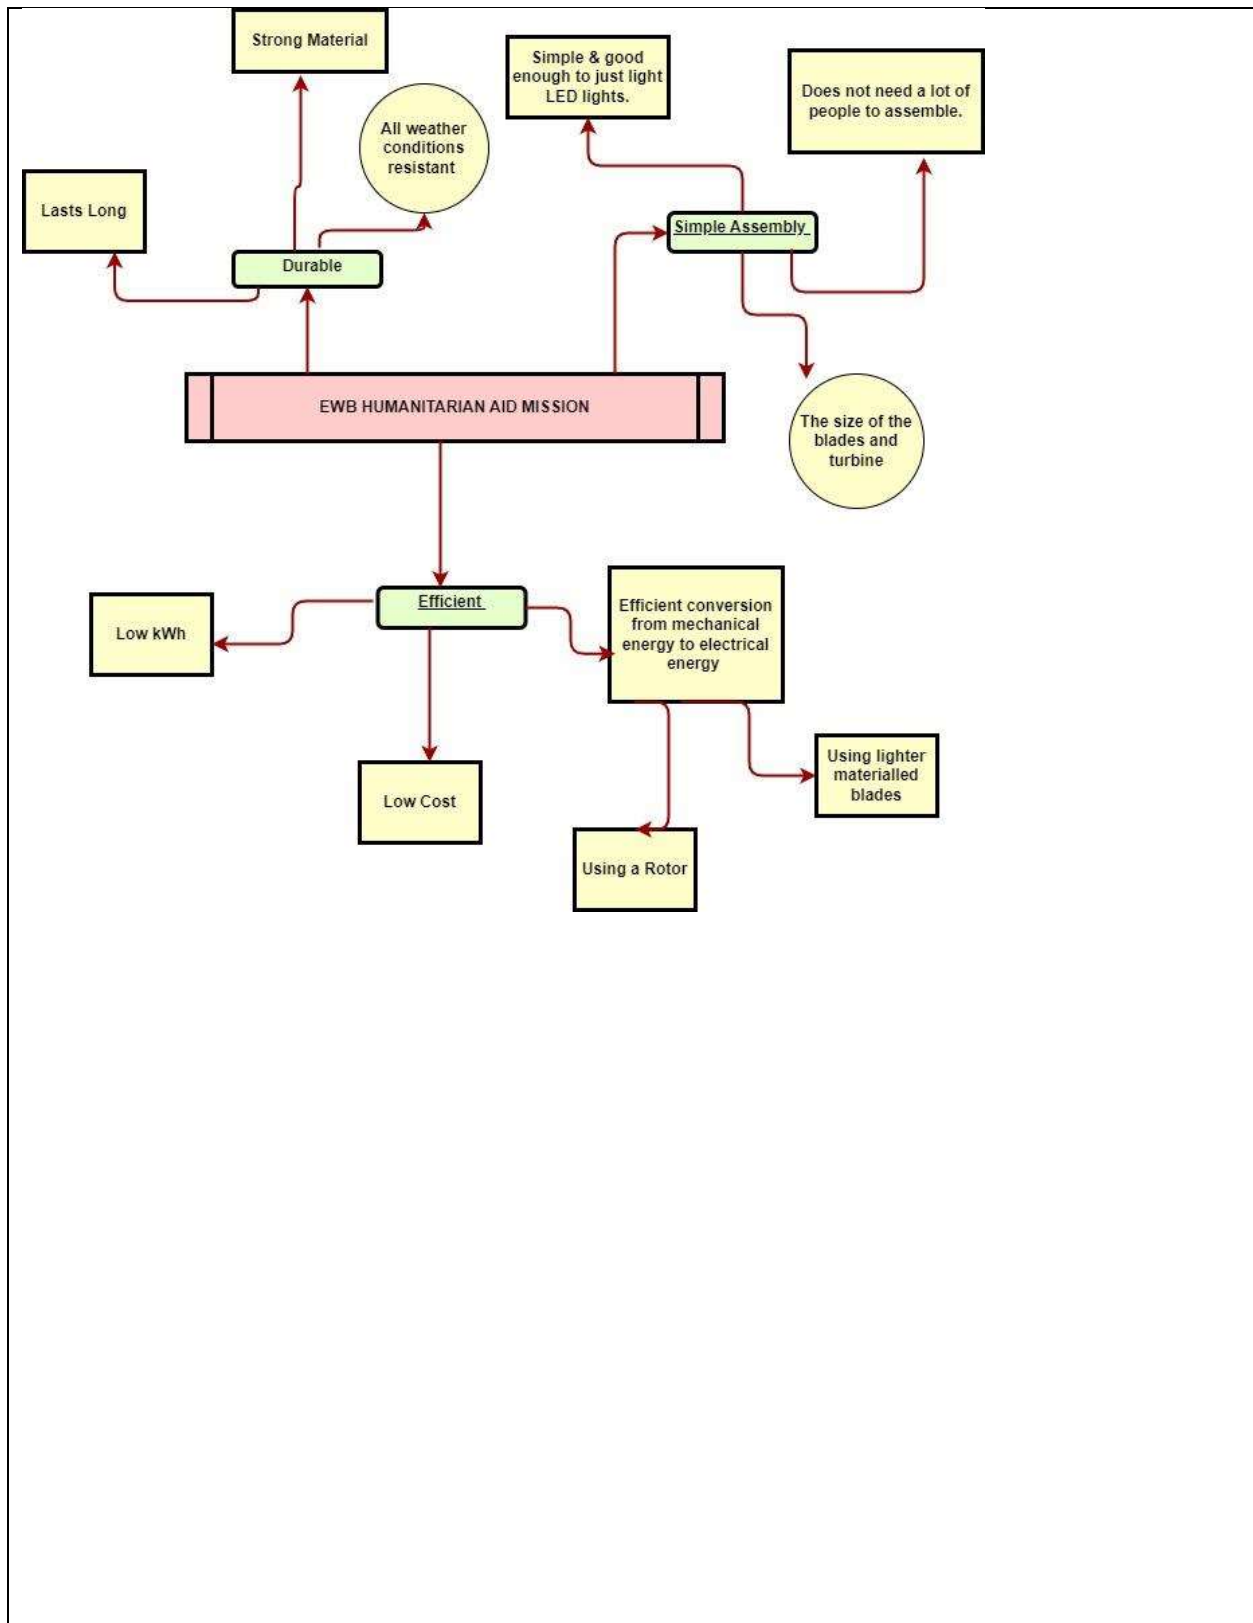 Strong Material
Simple & good
enough to just light
LED lights.
Does not need a lot of
people to assemble.
All weather
conditions
resistant
Lasts Long
Simple Assembly
Durable
EWB HUMANITARIAN AID MISSION
The size of the
blades and
turbine
Efficient
Low kWh
Efficient conversion
from mechanical
energy to electrical
energy
Using lighter
materialled
blades
Low Cost
Using a Rotor